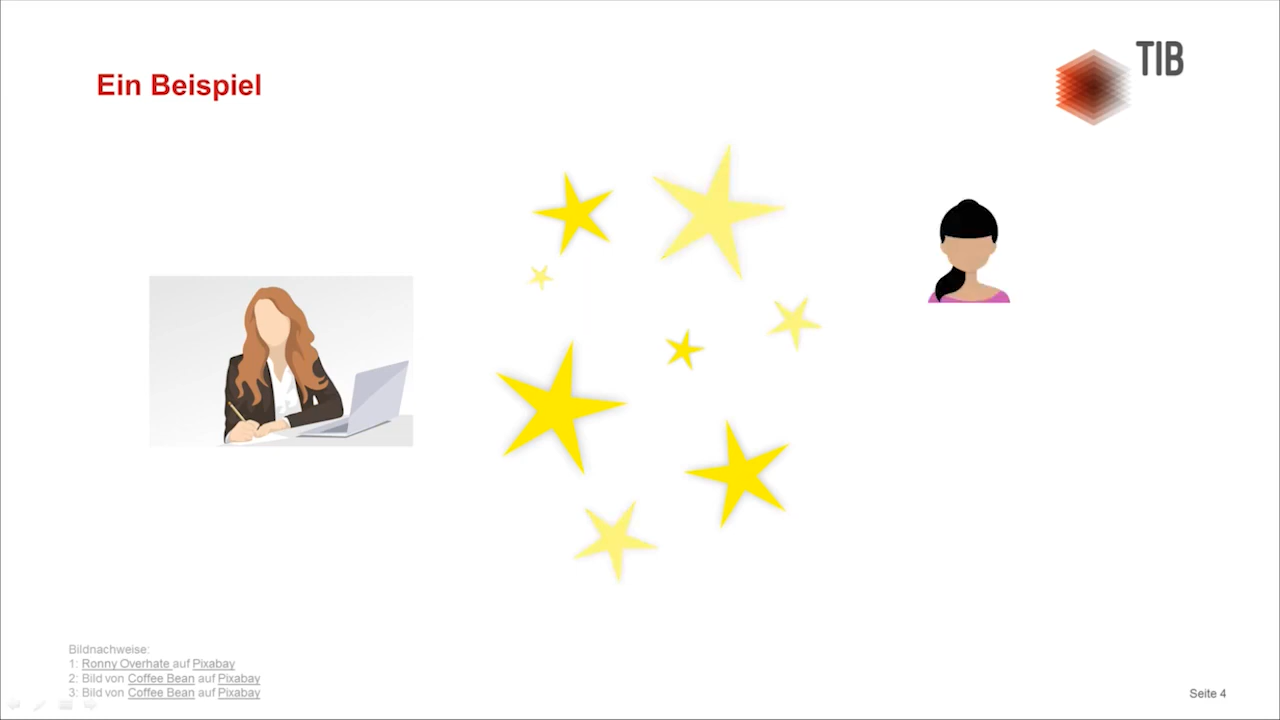 TIB
Ein Beispiel
Bildnachweise:
1: Ronny Overhate auf Pixabay
2: Bild von Coffee Bean auf Pixabay
3: Bild von Coffee Bean auf Pixabay
Seite 4